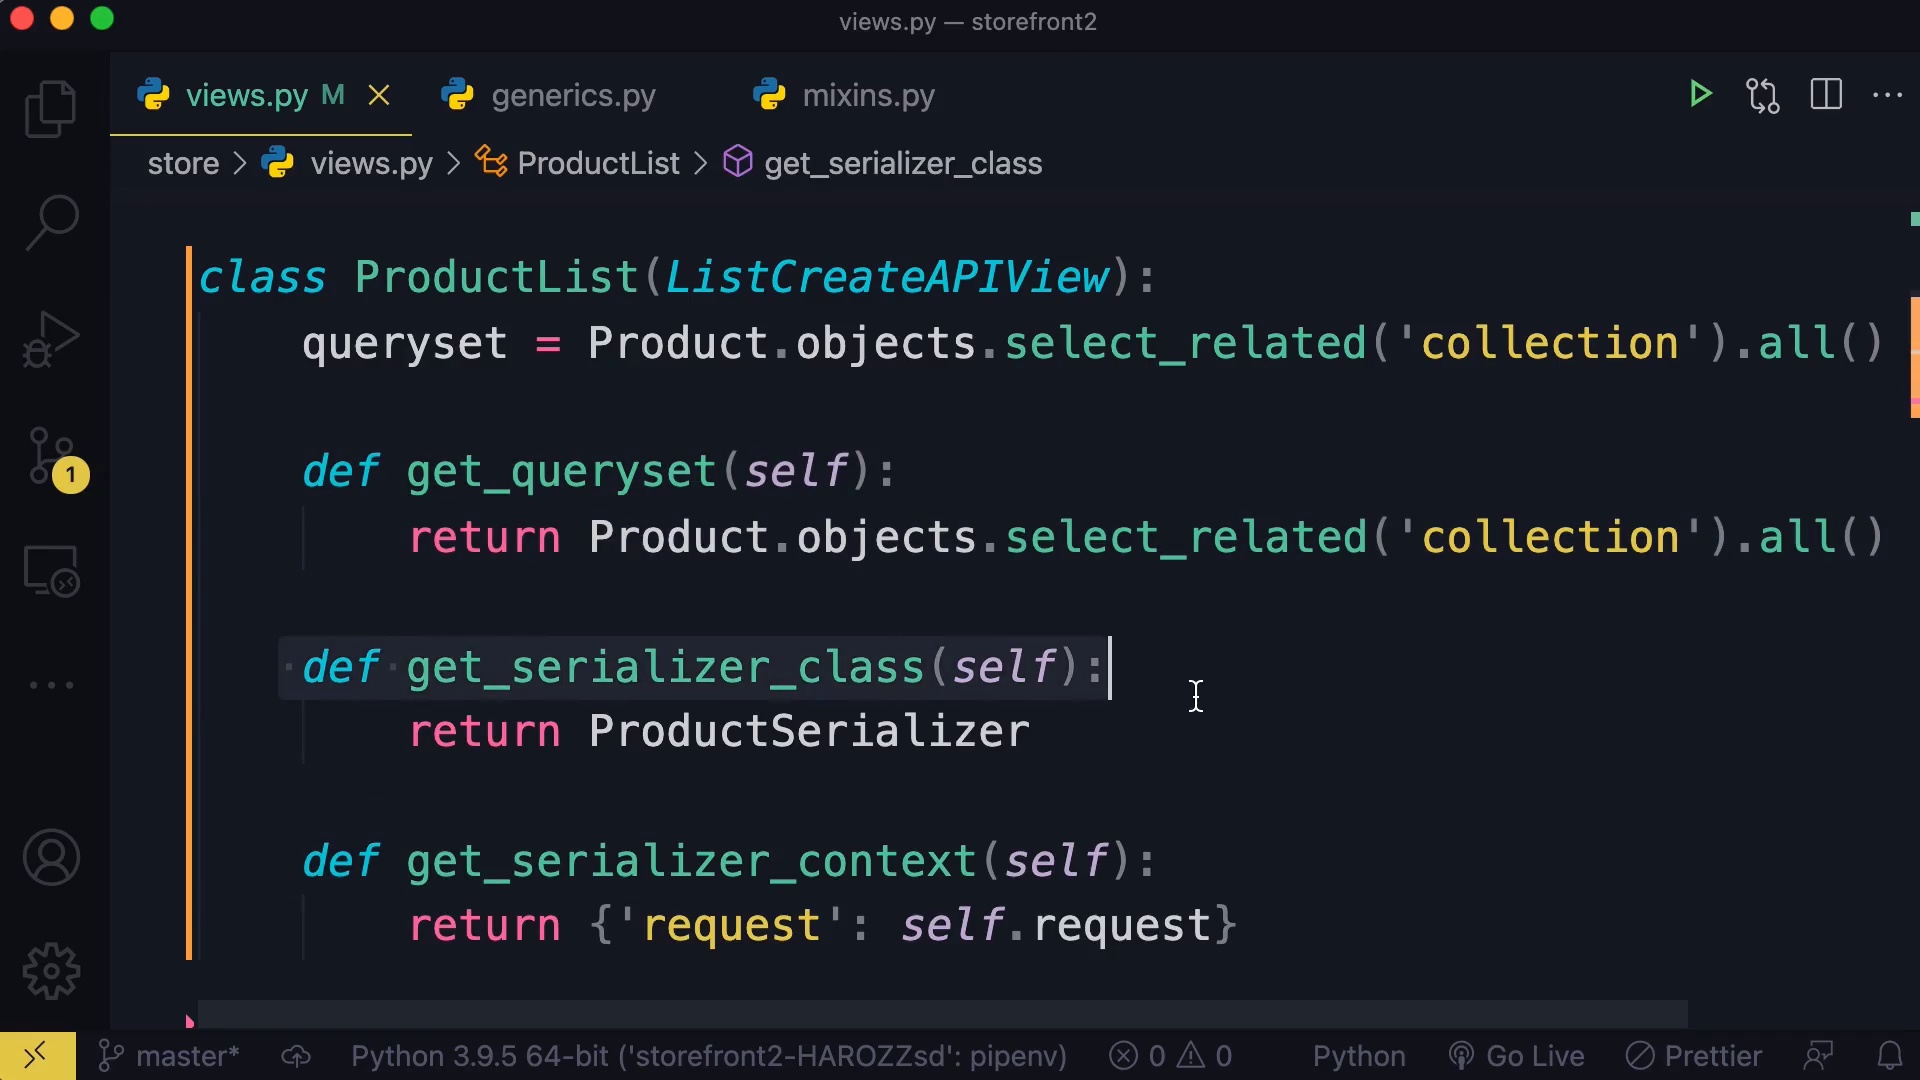 views.py — storefront2
views.py M
generics.py
mixins.py
store > views.py > ProductList > get_serializer_class
class ProductList(ListCreateAPIView):
    queryset = Product.objects.select_related('collection').all()
    def get_queryset(self):
        return Product.objects.select_related('collection').all()
    def get_serializer_class(self):
        return ProductSerializer
    def get_serializer_context(self):
        return {'request': self.request}
1
master* Python 3.9.5 64-bit ('storefront2-HAROZZsd': pipenv) 0 0 Python Go Live Prettier